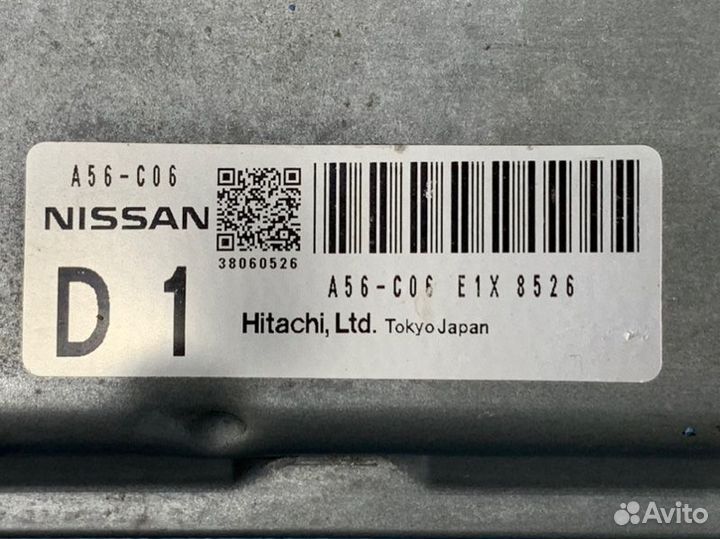 A56-C06
NISSAN
38060526
D 1
A56-C06 E1X 8526
Hitachi, Ltd. Tokyo Japan
Avito